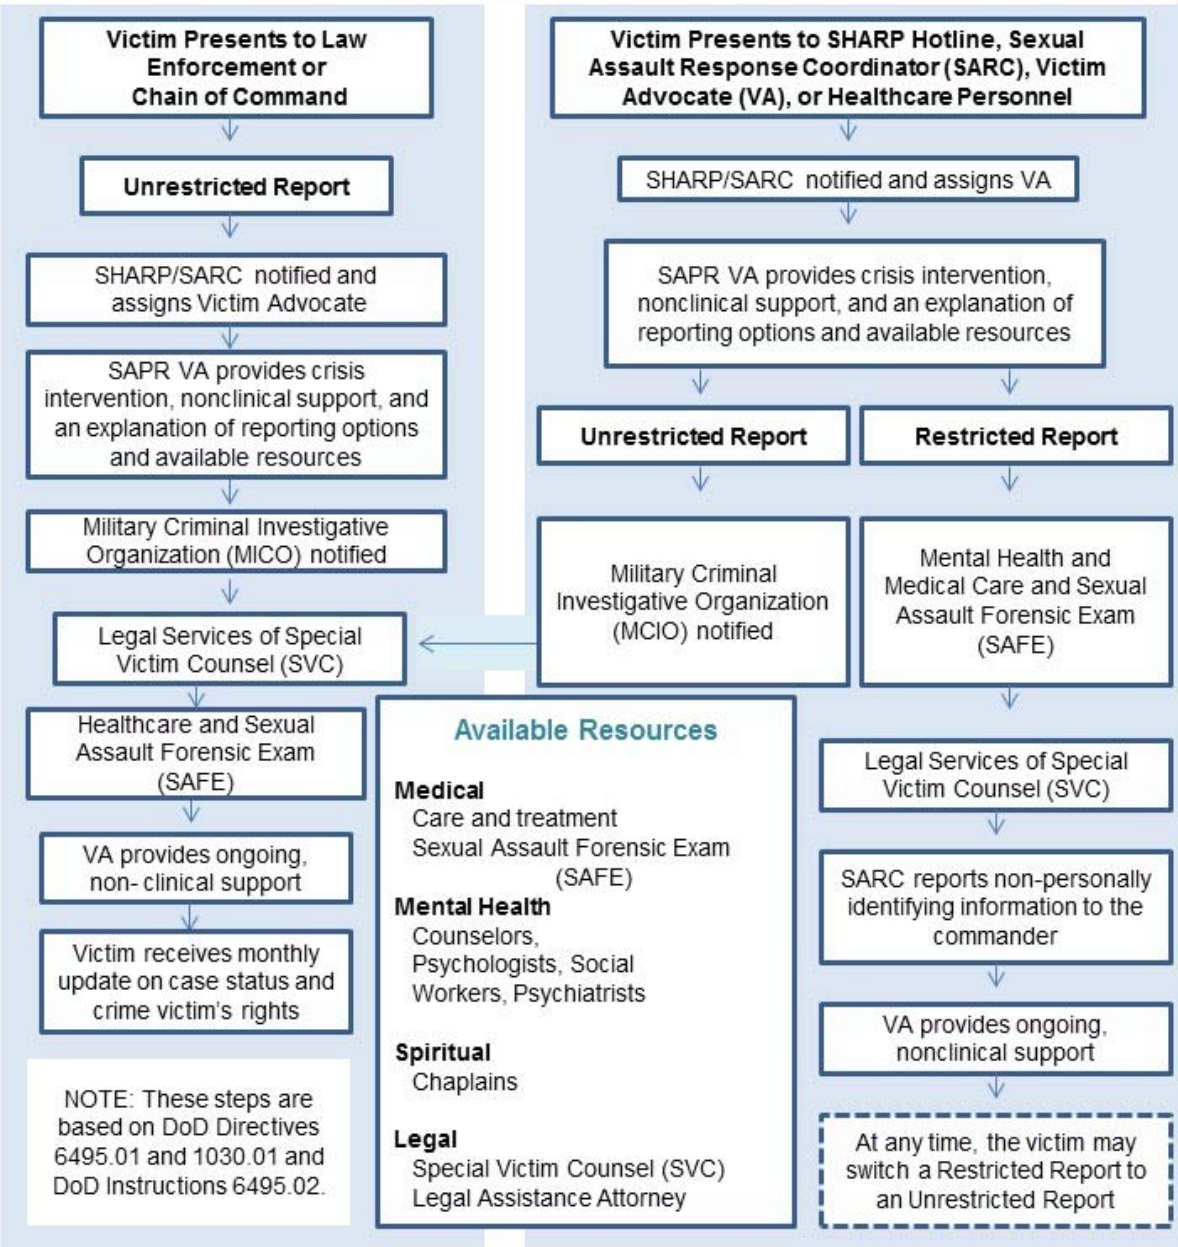 Victim Presents to Law
Enforcement or
Chain of Command
Unrestricted Report
SHARP/SARC notified and
assigns Victim Advocate
SAPR VA provides crisis
intervention, nonclinical support, and
an explanation of reporting options
and available resources
Military Criminal Investigative
Organization (MICO) notified
Legal Services of Special
Victim Counsel (SVC)
Healthcare and Sexual
Assault Forensic Exam
(SAFE)
VA provides ongoing,
non- clinical support
Victim receives monthly
update on case status and
crime victim's rights
NOTE: These steps are
based on DoD Directives
6495.01 and 1030.01 and
DoD Instructions 6495.02.
Victim Presents to SHARP Hotline, Sexual
Assault Response Coordinator (SARC), Victim
Advocate (VA), or Healthcare Personnel
SHARP/SARC notified and assigns VA
SAPR VA provides crisis intervention,
nonclinical support, and an explanation of
reporting options and available resources
Unrestricted Report
Military Criminal
Investigative Organization
(MCIO) notified
Restricted Report
Mental Health and
Medical Care and Sexual
Assault Forensic Exam
(SAFE)
Legal Services of Special
Victim Counsel (SVC)
SARC reports non-personally
identifying information to the
commander
VA provides ongoing,
nonclinical support
At any time, the victim may
switch a Restricted Report to
an Unrestricted Report
Available Resources
Medical
Care and treatment
Sexual Assault Forensic Exam
(SAFE)
Mental Health
Counselors,
Psychologists, Social
Workers, Psychiatrists
Spiritual
Chaplains
Legal
Special Victim Counsel (SVC)
Legal Assistance Attorney